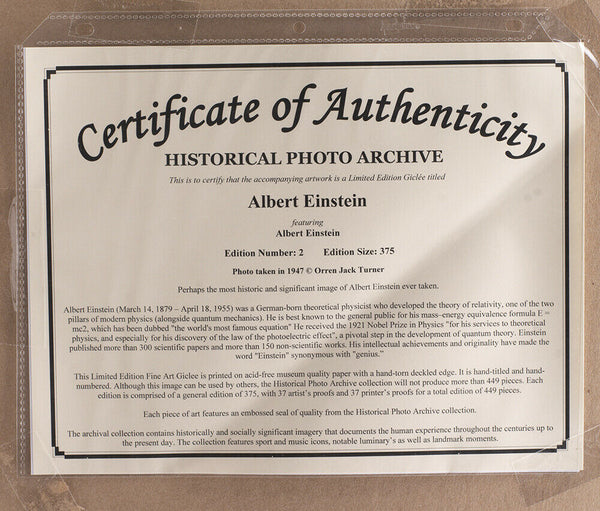 Certificate of Authenticity
HISTORICAL PHOTO ARCHIVE
This is to certify that the accompanying artwork is a Limited Edition Giclée titled
Albert Einstein
featuring
Albert Einstein
Edition Number: 2 Edition Size: 375
Photo taken in 1947 © Orren Jack Turner
Perhaps the most historic and significant image of Albert Einstein ever taken.
Albert Einstein (March 14, 1879 – April 18, 1955) was a German-born theoretical physicist who developed the theory of relativity, one of the two
pillars of modern physics (alongside quantum mechanics). He is best known to the general public for his mass–energy equivalence formula E =
mc2, which has been dubbed "the world's most famous equation" He received the 1921 Nobel Prize in Physics "for his services to theoretical
physics, and especially for his discovery of the law of the photoelectric effect", a pivotal step in the development of quantum theory. Einstein
published more than 300 scientific papers and more than 150 non-scientific works. His intellectual achievements and originality have made the
word "Einstein" synonymous with "genius."
This Limited Edition Fine Art Giclee is printed on acid-free museum quality paper with a hand-torn deckled edge. It is hand-titled and hand-
numbered. Although this image can be used by others, the Historical Photo Archive collection will not produce more than 449 pieces. Each
edition is comprised of a general edition of 375, with 37 artist's proofs and 37 printer's proofs for a total edition of 449 pieces.
Each piece of art features an embossed seal of quality from the Historical Photo Archive collection.
The archival collection contains historically and socially significant imagery that documents the human experience throughout the centuries up to
the present day. The collection features sport and music icons, notable luminary's as well as landmark moments.